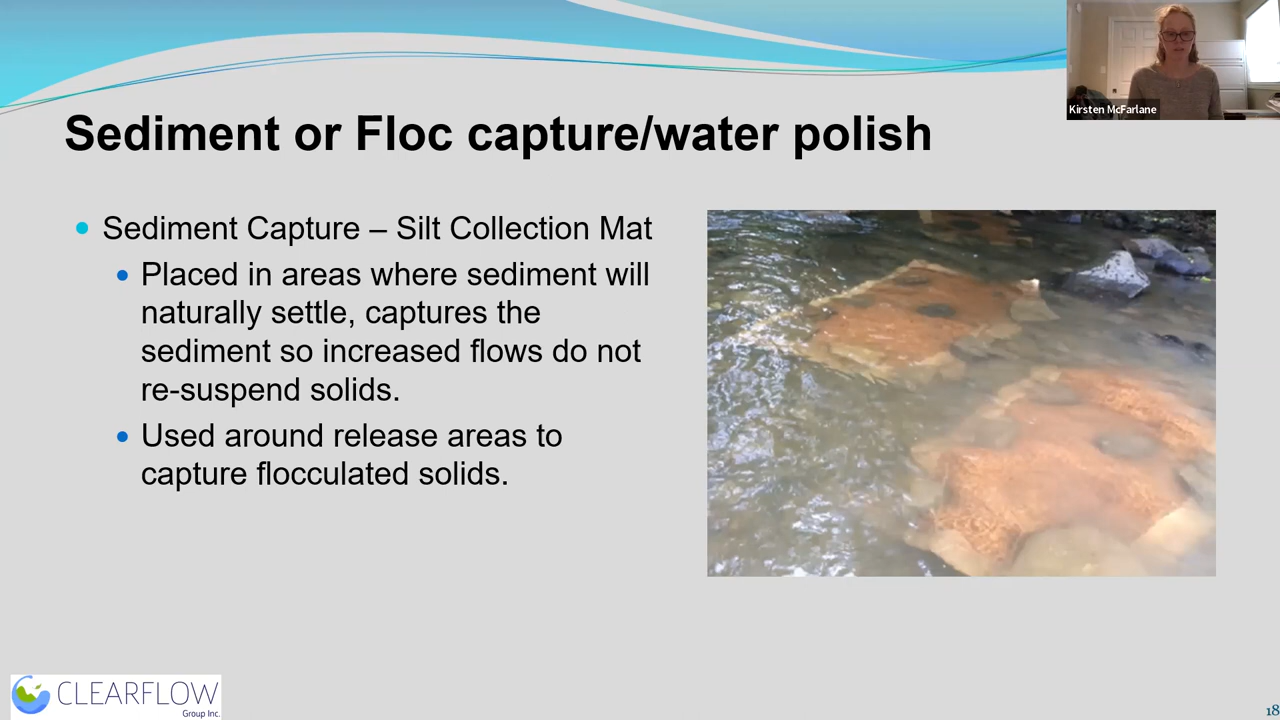 Kirsten McFarlane
Sediment or Floc capture/water polish
Sediment Capture – Silt Collection Mat
Placed in areas where sediment will
naturally settle, captures the
sediment so increased flows do not
re-suspend solids.
Used around release areas to
capture flocculated solids.
CLEARFLOW
Group Inc.
18